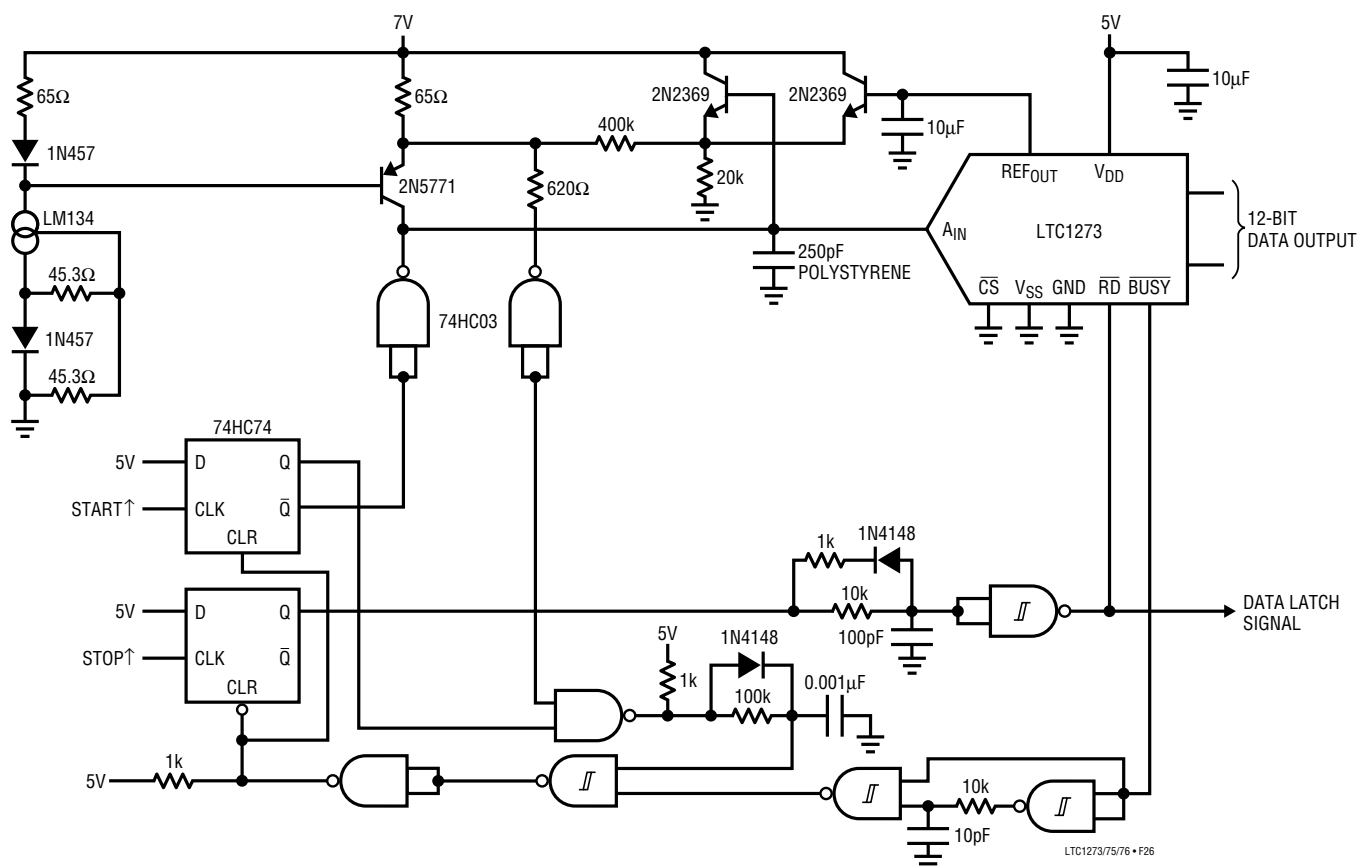 7V
5V
65Ω
65Ω
2N2369
2N2369
10µF
400k
10µF
1N457
2N5771
620Ω
20k
REFOUT
VDD
LM134
AIN
LTC1273
12-BIT
DATA OUTPUT
45.3Ω
250pF
POLYSTYRENE
CS
VSS
GND
RD
BUSY
1N457
74HC03
45.3Ω
74HC74
5V
D
Q
START↑
CLK
Q
CLR
1k
1N4148
5V
D
Q
10k
DATA LATCH
SIGNAL
100pF
5V
1N4148
STOP↑
CLK
Q
1k
0.001µF
CLR
100k
1k
5V
10k
10pF
LTC1273/75/76 • F26